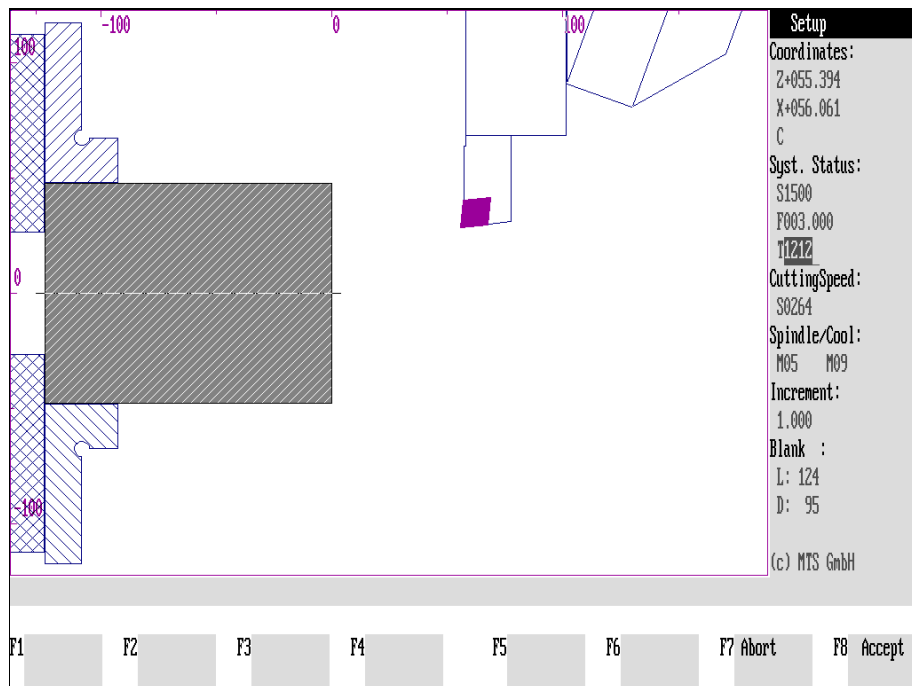 -100
0
100
100
0
-100
Setup
Coordinates:
Z+055.394
X+056.061
C
Syst. Status:
S1500
F003.000
T1212_
CuttingSpeed:
S0264
Spindle/Cool:
M05 M09
Increment:
1.000
Blank :
L: 124
D: 95
(c) MTS GmbH
F1 F2 F3 F4 F5 F6 F7 Abort F8 Accept